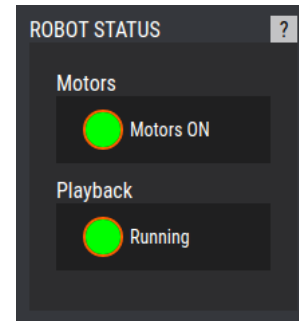 ROBOT STATUS ?
Motors
Motors ON
Playback
Running